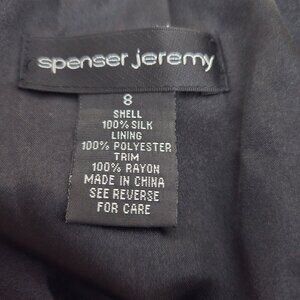 spenser jeremy
8
SHELL
100% SILK
LINING
100% POLYESTER
TRIM
100% RAYON
MADE IN CHINA
SEE REVERSE
FOR CARE